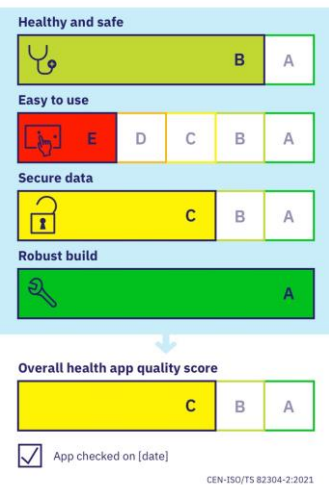 Healthy and safe
B A
Easy to use
E D C B A
Secure data
C B A
Robust build
A
Overall health app quality score
C B A
App checked on [date]
CEN-ISO/TS 82304-2:2021